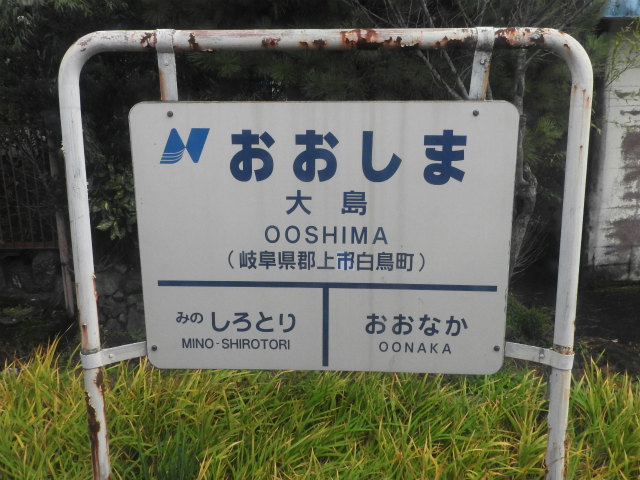 おおしま
大島
OOSHIMA
(岐阜県郡上市白鳥町)
みの しろとり
MINO-SHIROTORI
おおなか
OONAKA